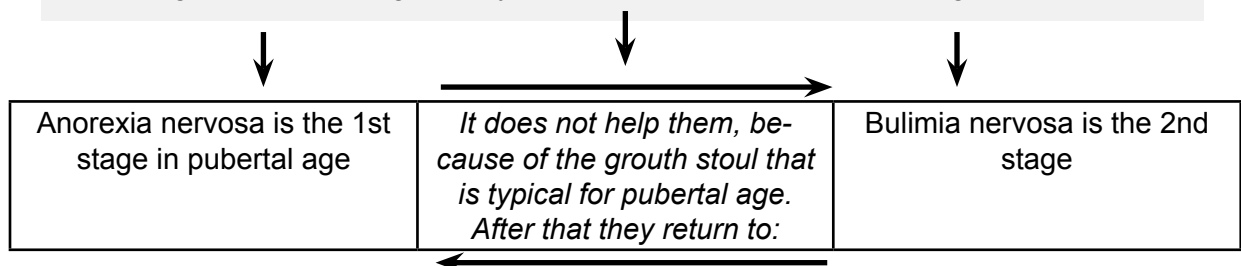 Anorexia nervosa is the 1st
stage in pubertal age
It does not help them, be-
cause of the grouth stoul that
is typical for pubertal age.
After that they return to:
Bulimia nervosa is the 2nd
stage